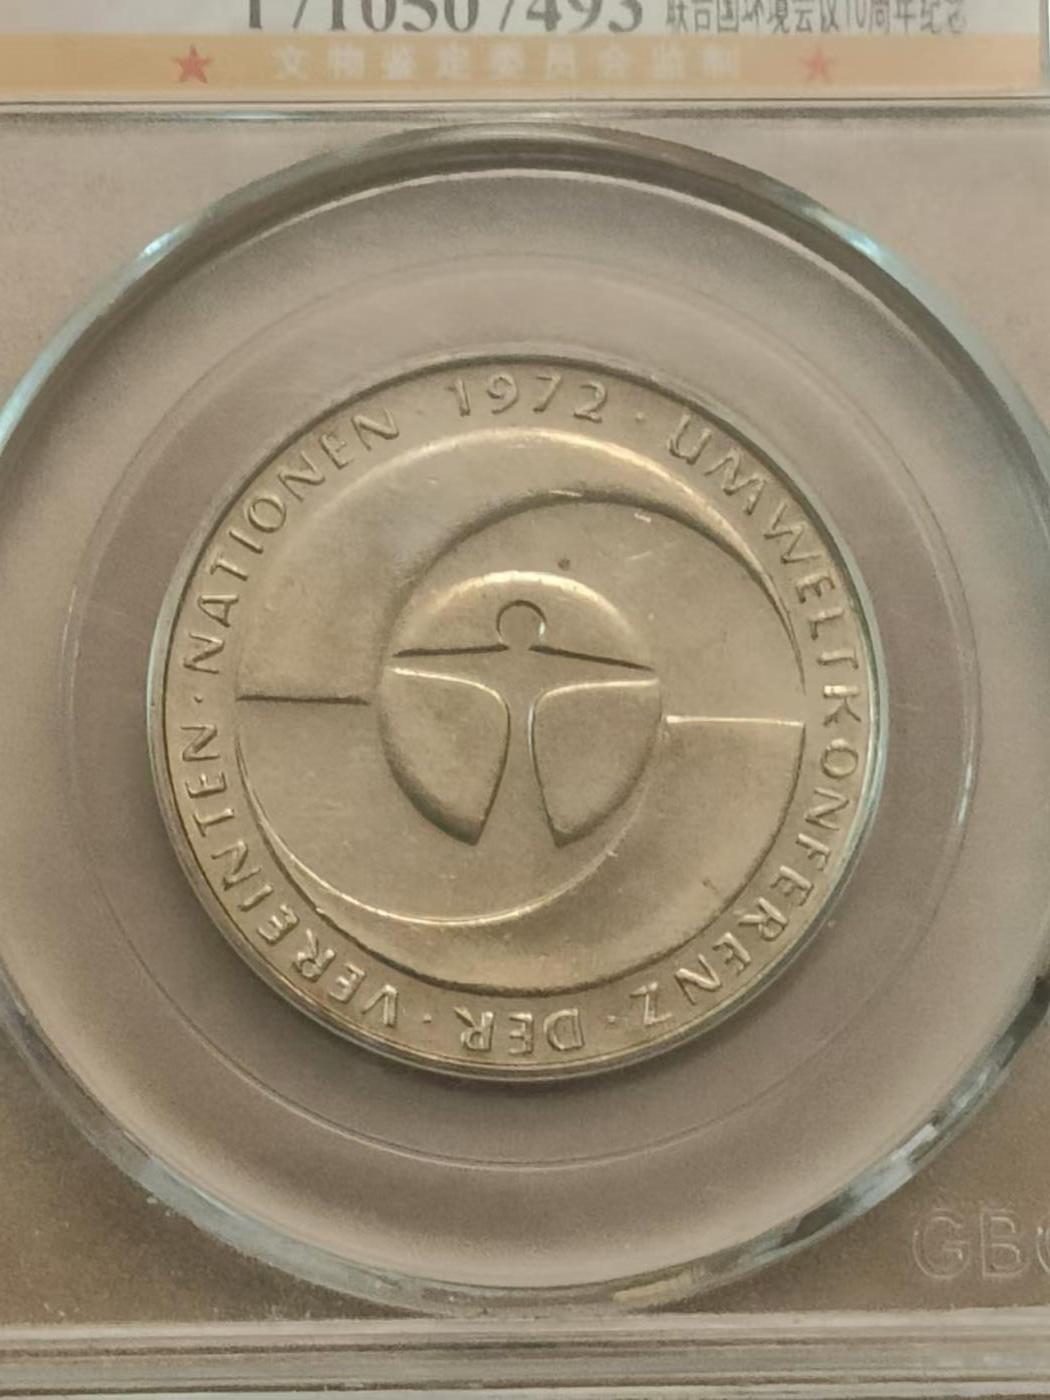 1710507493 联合国环境会议10周年纪念
★ 文物鉴定委员会监制 ★
1972 · UMWELTKONFERENZ · DER · VEREINTEN · NATIONEN ·
GBC